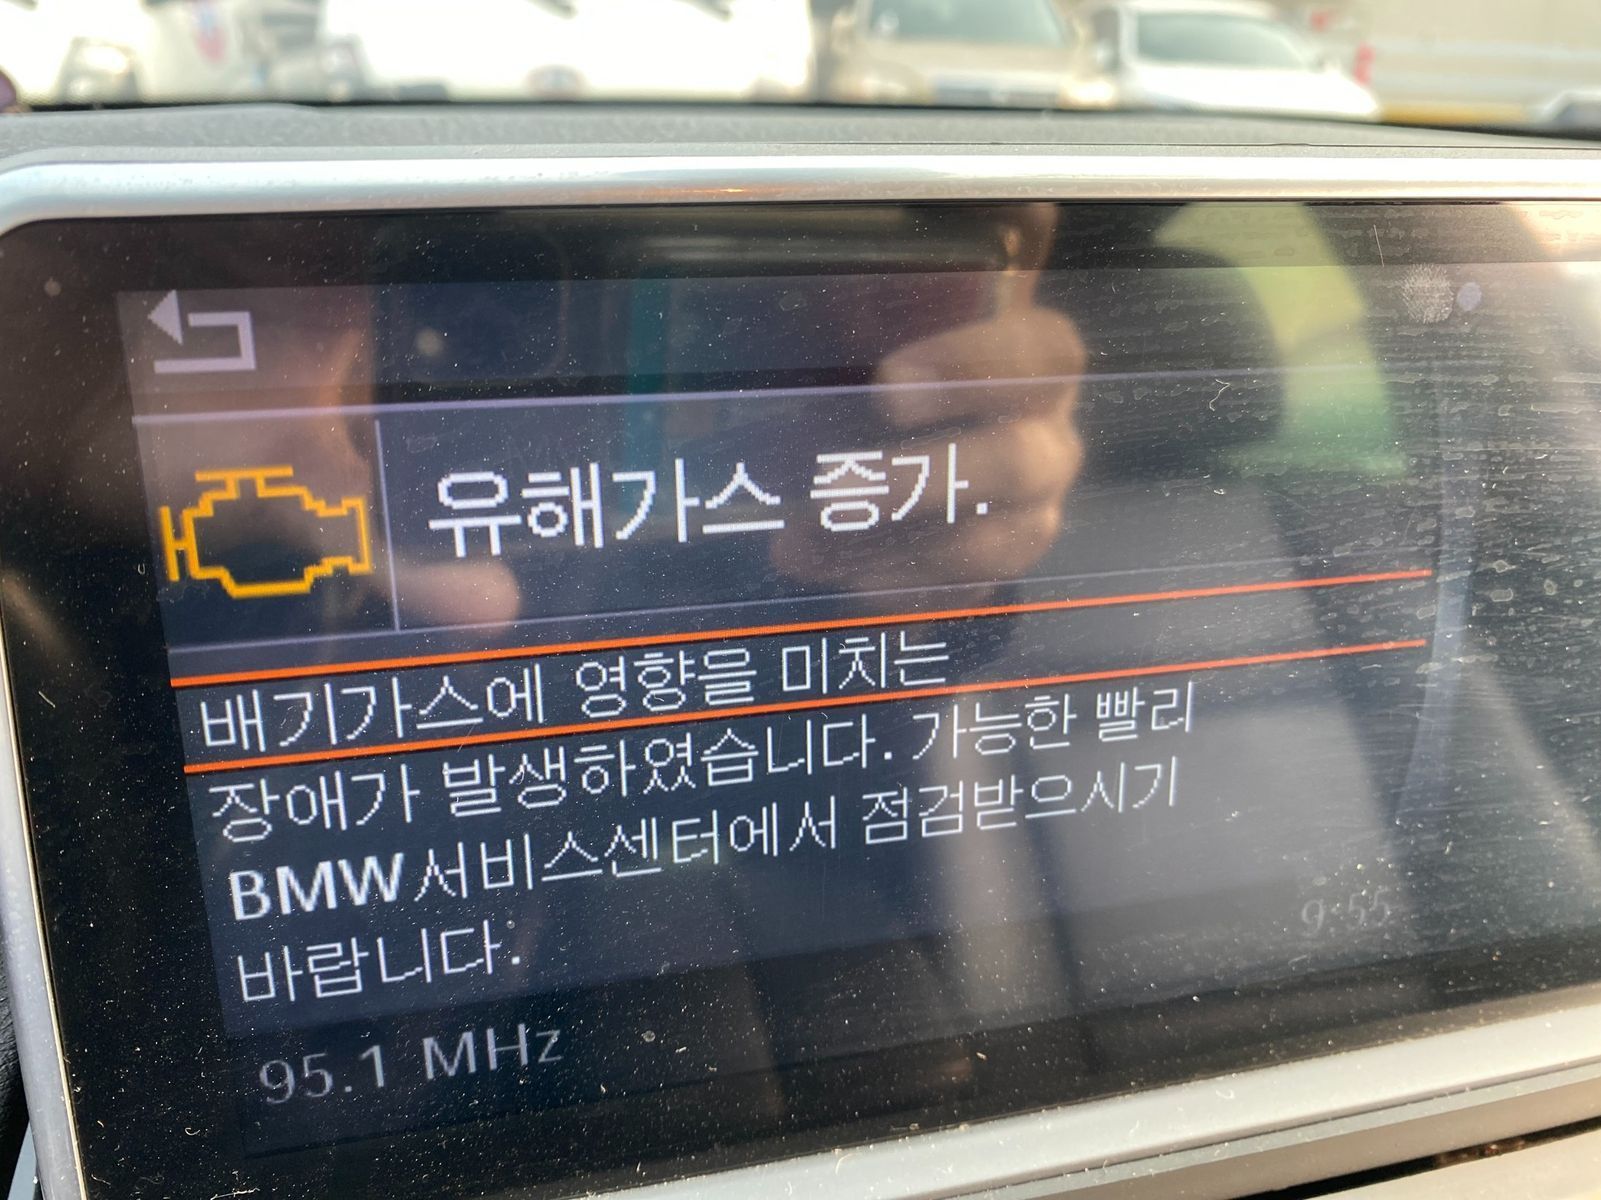 유해가스 증가.
배기가스에 영향을 미치는
장애가 발생하였습니다. 가능한 빨리
BMW서비스센터에서 점검받으시기
바랍니다.
9:55
95.1 MHz